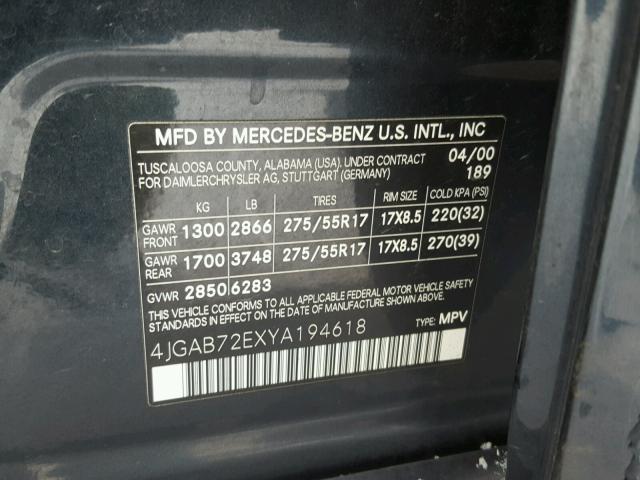 MFD BY MERCEDES-BENZ U.S. INTL., INC
TUSCALOOSA COUNTY, ALABAMA (USA). UNDER CONTRACT 04/00
FOR DAIMLERCHRYSLER AG, STUTTGART (GERMANY) 189
KG LB TIRES RIM SIZE COLD KPA (PSI)
GAWR FRONT 1300 2866 275/55R17 17X8.5 220(32)
GAWR REAR 1700 3748 275/55R17 17X8.5 270(39)
GVWR 2850 6283
THIS VEHICLE CONFORMS TO ALL APPLICABLE FEDERAL MOTOR VEHICLE SAFETY
STANDARDS IN EFFECT ON THE DATE OF MANUFACTURE SHOWN ABOVE.
4JGAB72EXYA194618 TYPE: MPV